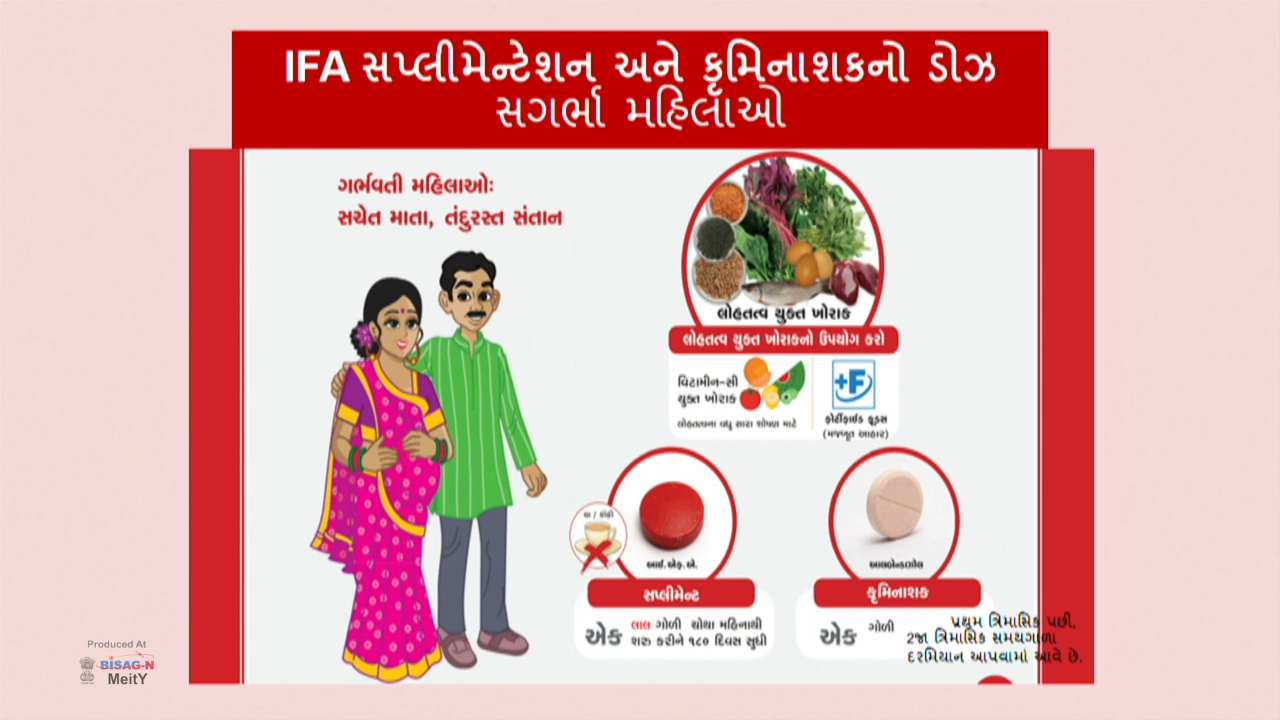 IFA સપ્લીમેન્ટેશન અને કૃમિનાશકનો ડોઝ
સગર્ભા મહિલાઓ
ગર્ભવતી મહિલાઓઃ
સચેત માતા, તંદુરસ્ત સંતાન
લોહતત્વ યુક્ત ખોરાક
લોહતત્વ યુક્ત ખોરાકનો ઉપયોગ કરો
વિટામીન-સી
યુક્ત ખોરાક
લોહતત્વના વધુ સારા શોષણ માટે
+F
ફોર્ટીફાઈડ ફૂડ્સ
(મજબૂત આહાર)
ચા / કોફી
આઈ. એફ. એ.
સપ્લીમેન્ટ
એક લાલ ગોળી ચોથા મહિનાથી
શરુ કરીને ૧૮૦ દિવસ સુધી
આલબેન્ડાઝોલ
કૃમિનાશક
એક ગોળી
પ્રથમ ત્રિમાસિક પછી,
2જા ત્રિમાસિક સમયગાળા
દરમિયાન આપવામાં આવે છે.
Produced At
BISAG-N
MeitY